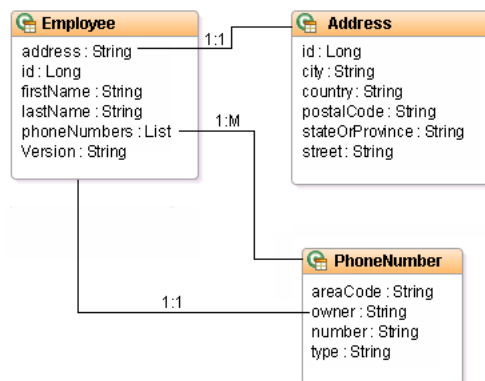 Employee
address : String
id : Long
firstName : String
lastName : String
phoneNumbers : List
Version : String
1:1
Address
id : Long
city : String
country : String
postalCode : String
stateOrProvince : String
street : String
1:M
PhoneNumber
areaCode : String
owner : String
number : String
type : String
1:1